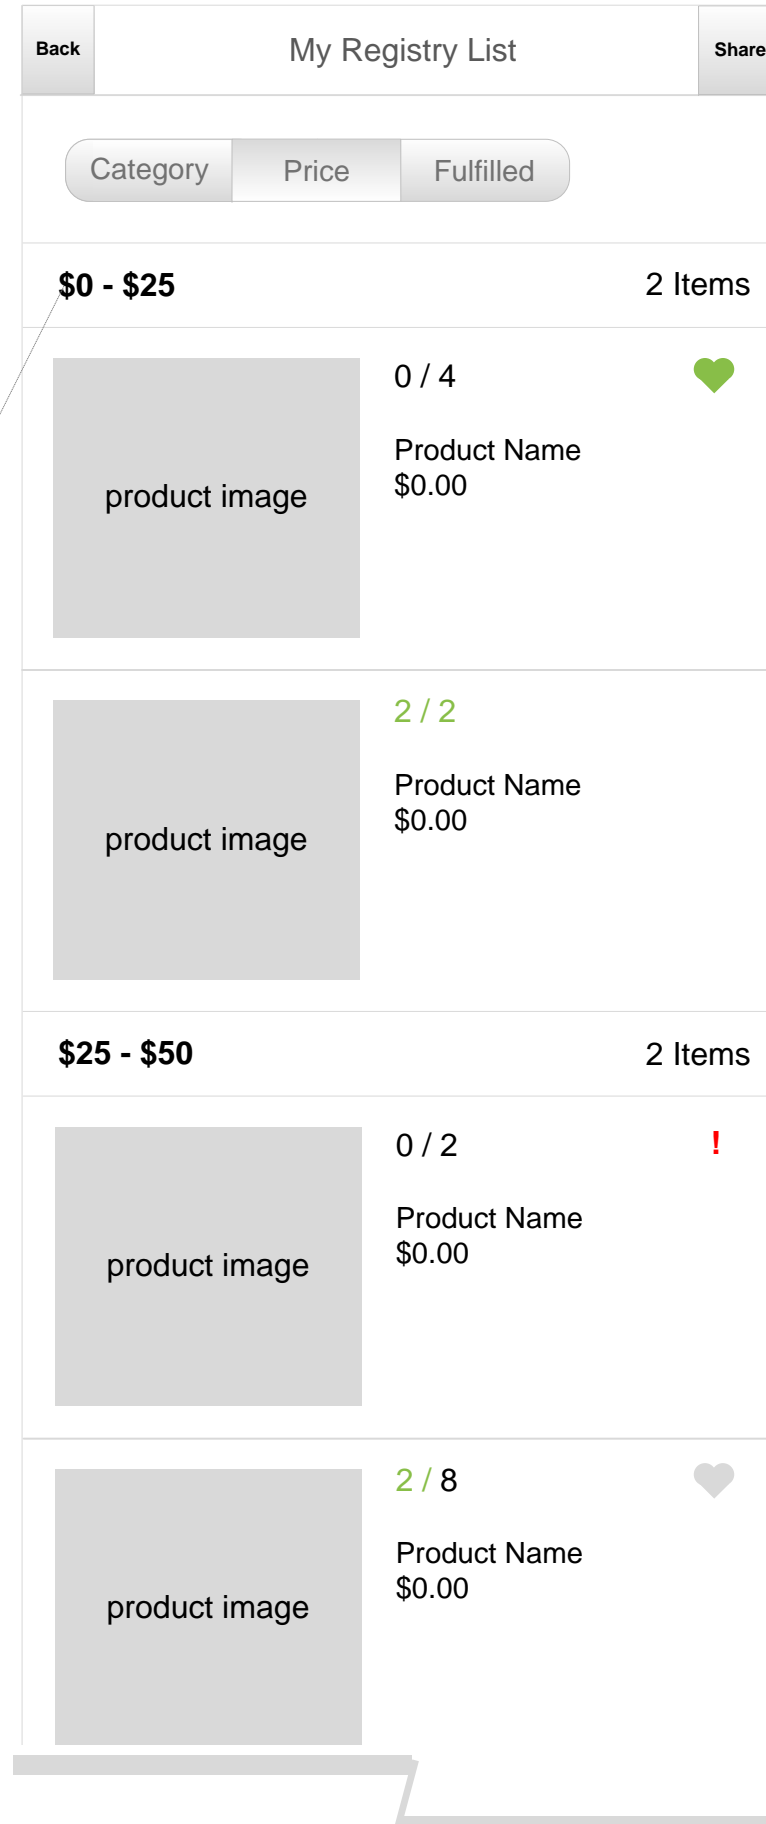 Back
My Registry List
Share
Category
Price
Fulfilled
$0 - $25
2 Items
0 / 4
Product Name
$0.00
product image
2 / 2
Product Name
$0.00
product image
$25 - $50
2 Items
0 / 2
!
Product Name
$0.00
product image
2 / 8
Product Name
$0.00
product image